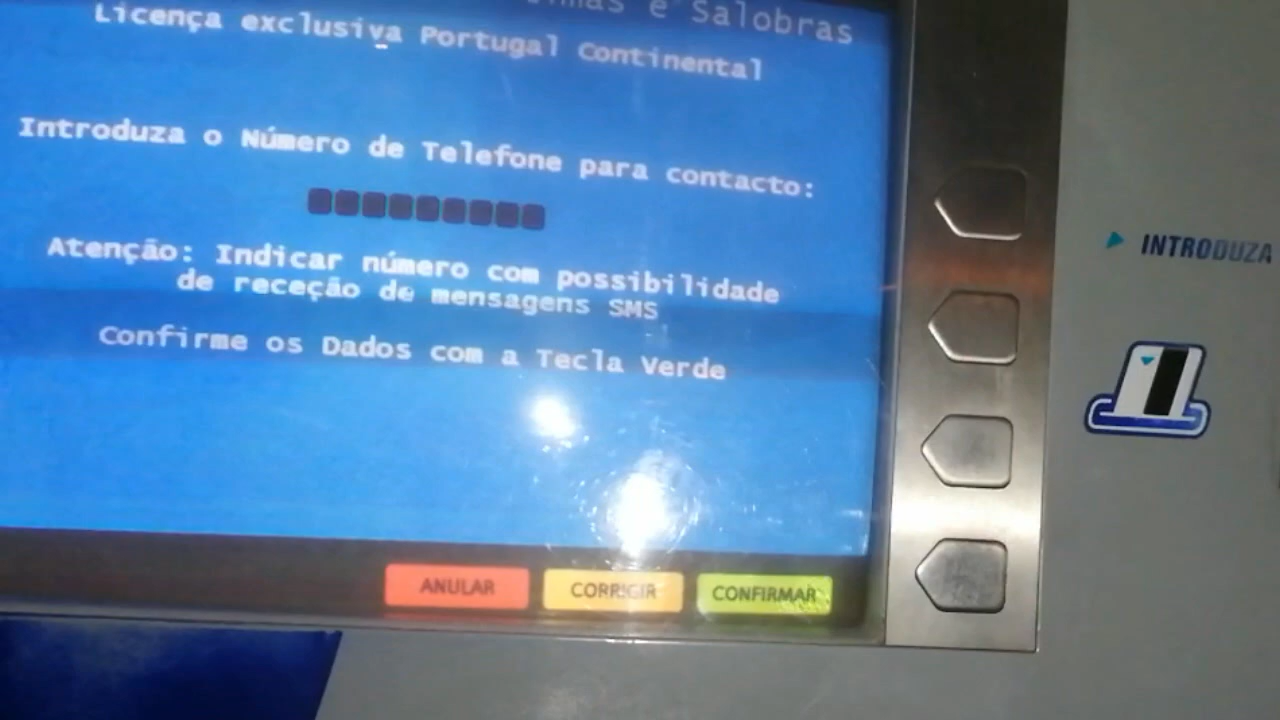 e Salobras
Licença exclusiva Portugal Continental
Introduza o Número de Telefone para contacto:
Atenção: Indicar número com possibilidade
de receção de mensagens SMS
Confirme os Dados com a Tecla Verde
ANULAR CORRIGIR CONFIRMAR
INTRODUZA